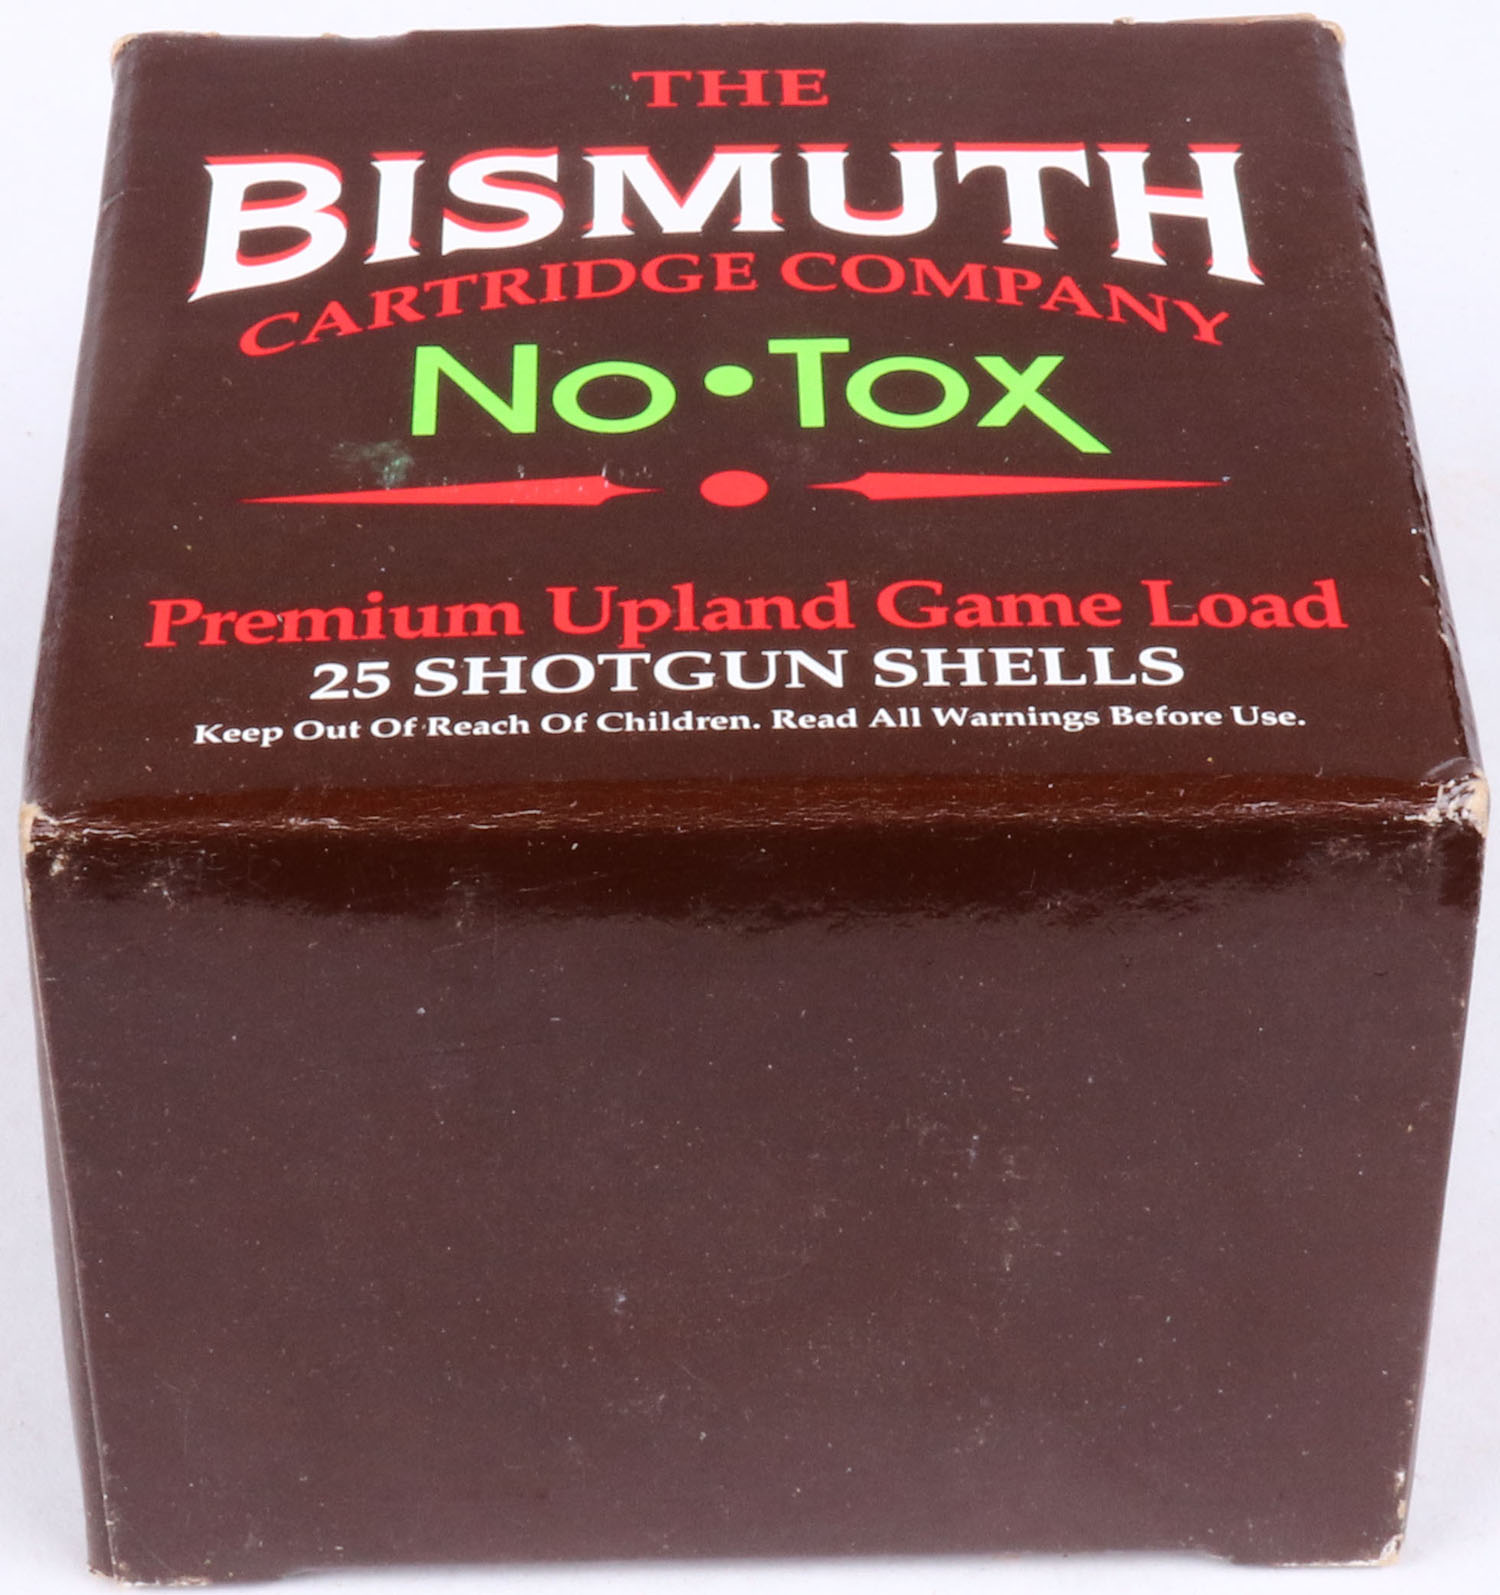 THE
BISMUTH
CARTRIDGE COMPANY
No•Tox
Premium Upland Game Load
25 SHOTGUN SHELLS
Keep Out Of Reach Of Children. Read All Warnings Before Use.